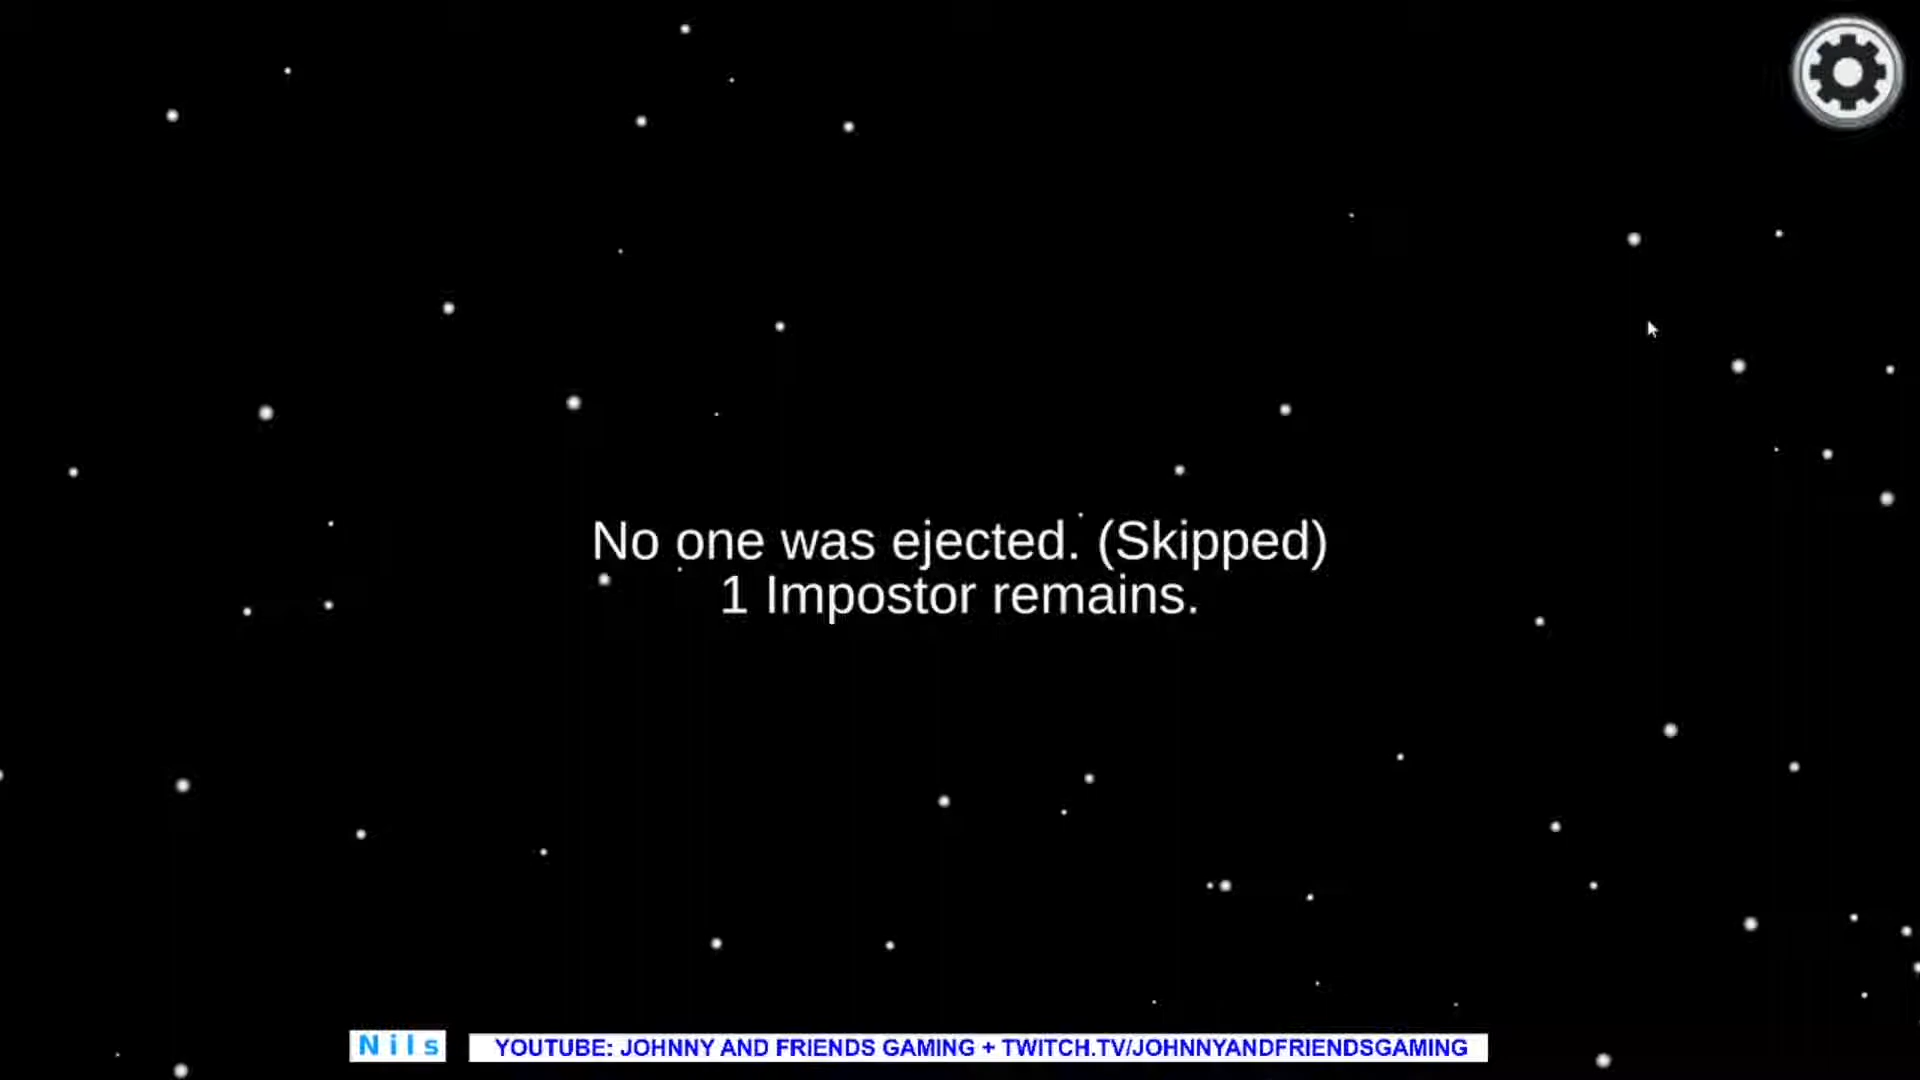 No one was ejected. (Skipped)
1 Impostor remains.
Nils
YOUTUBE: JOHNNY AND FRIENDS GAMING + TWITCH.TV/JOHNNYANDFRIENDSGAMING